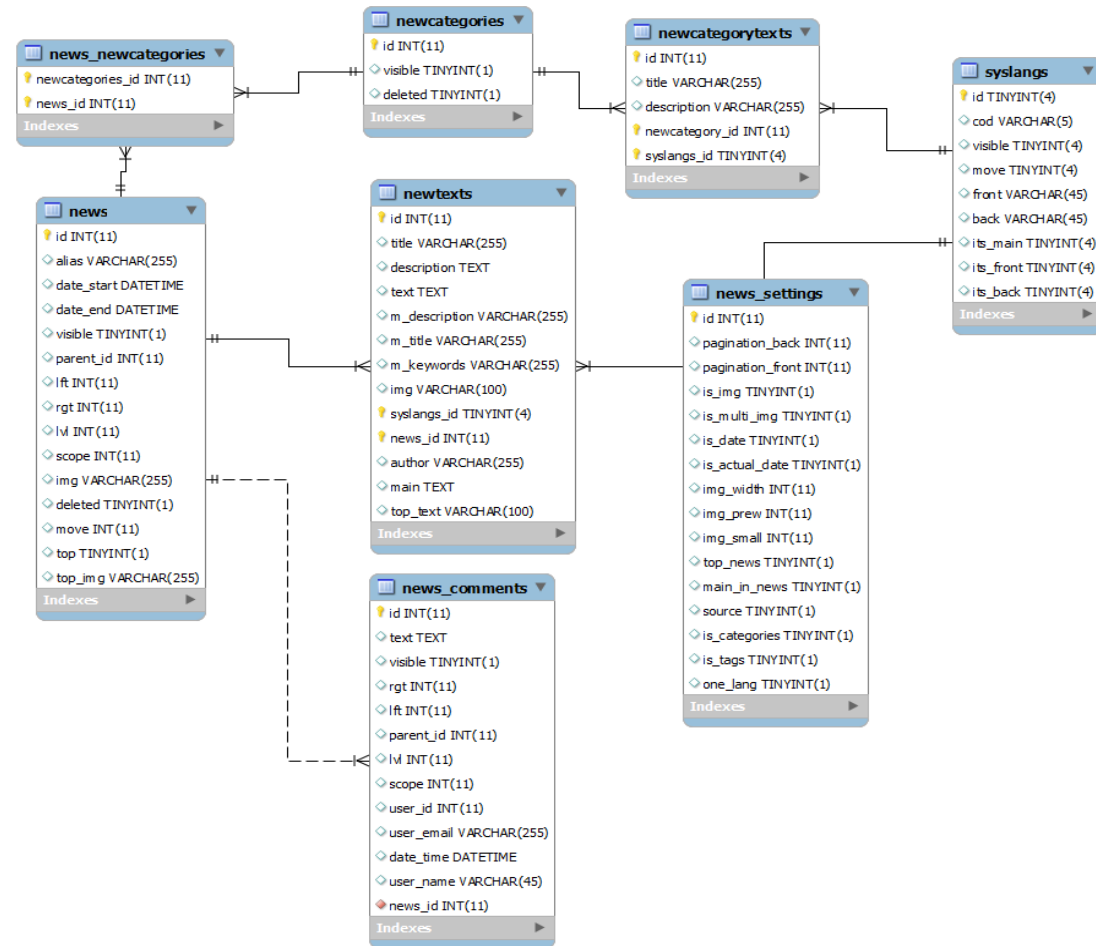 news_newcategories
newcategories_id INT(11)
news_id INT(11)
Indexes
newcategories
id INT(11)
visible TINYINT(1)
deleted TINYINT(1)
Indexes
newcategorytexts
id INT(11)
title VARCHAR(255)
description VARCHAR(255)
newcategory_id INT(11)
syslangs_id TINYINT(4)
Indexes
syslangs
id TINYINT(4)
cod VARCHAR(5)
visible TINYINT(4)
move TINYINT(4)
front VARCHAR(45)
back VARCHAR(45)
its_main TINYINT(4)
its_front TINYINT(4)
its_back TINYINT(4)
Indexes
news
id INT(11)
alias VARCHAR(255)
date_start DATETIME
date_end DATETIME
visible TINYINT(1)
parent_id INT(11)
lft INT(11)
rgt INT(11)
lvl INT(11)
scope INT(11)
img VARCHAR(255)
deleted TINYINT(1)
move INT(11)
top TINYINT(1)
top_img VARCHAR(255)
Indexes
newtexts
id INT(11)
title VARCHAR(255)
description TEXT
text TEXT
m_description VARCHAR(255)
m_title VARCHAR(255)
m_keywords VARCHAR(255)
img VARCHAR(100)
syslangs_id TINYINT(4)
news_id INT(11)
author VARCHAR(255)
main TEXT
top_text VARCHAR(100)
Indexes
news_settings
id INT(11)
pagination_back INT(11)
pagination_front INT(11)
is_img TINYINT(1)
is_multi_img TINYINT(1)
is_date TINYINT(1)
is_actual_date TINYINT(1)
img_width INT(11)
img_prew INT(11)
img_small INT(11)
top_news TINYINT(1)
main_in_news TINYINT(1)
source TINYINT(1)
is_categories TINYINT(1)
is_tags TINYINT(1)
one_lang TINYINT(1)
Indexes
news_comments
id INT(11)
text TEXT
visible TINYINT(1)
rgt INT(11)
lft INT(11)
parent_id INT(11)
lvl INT(11)
scope INT(11)
user_id INT(11)
user_email VARCHAR(255)
date_time DATETIME
user_name VARCHAR(45)
news_id INT(11)
Indexes